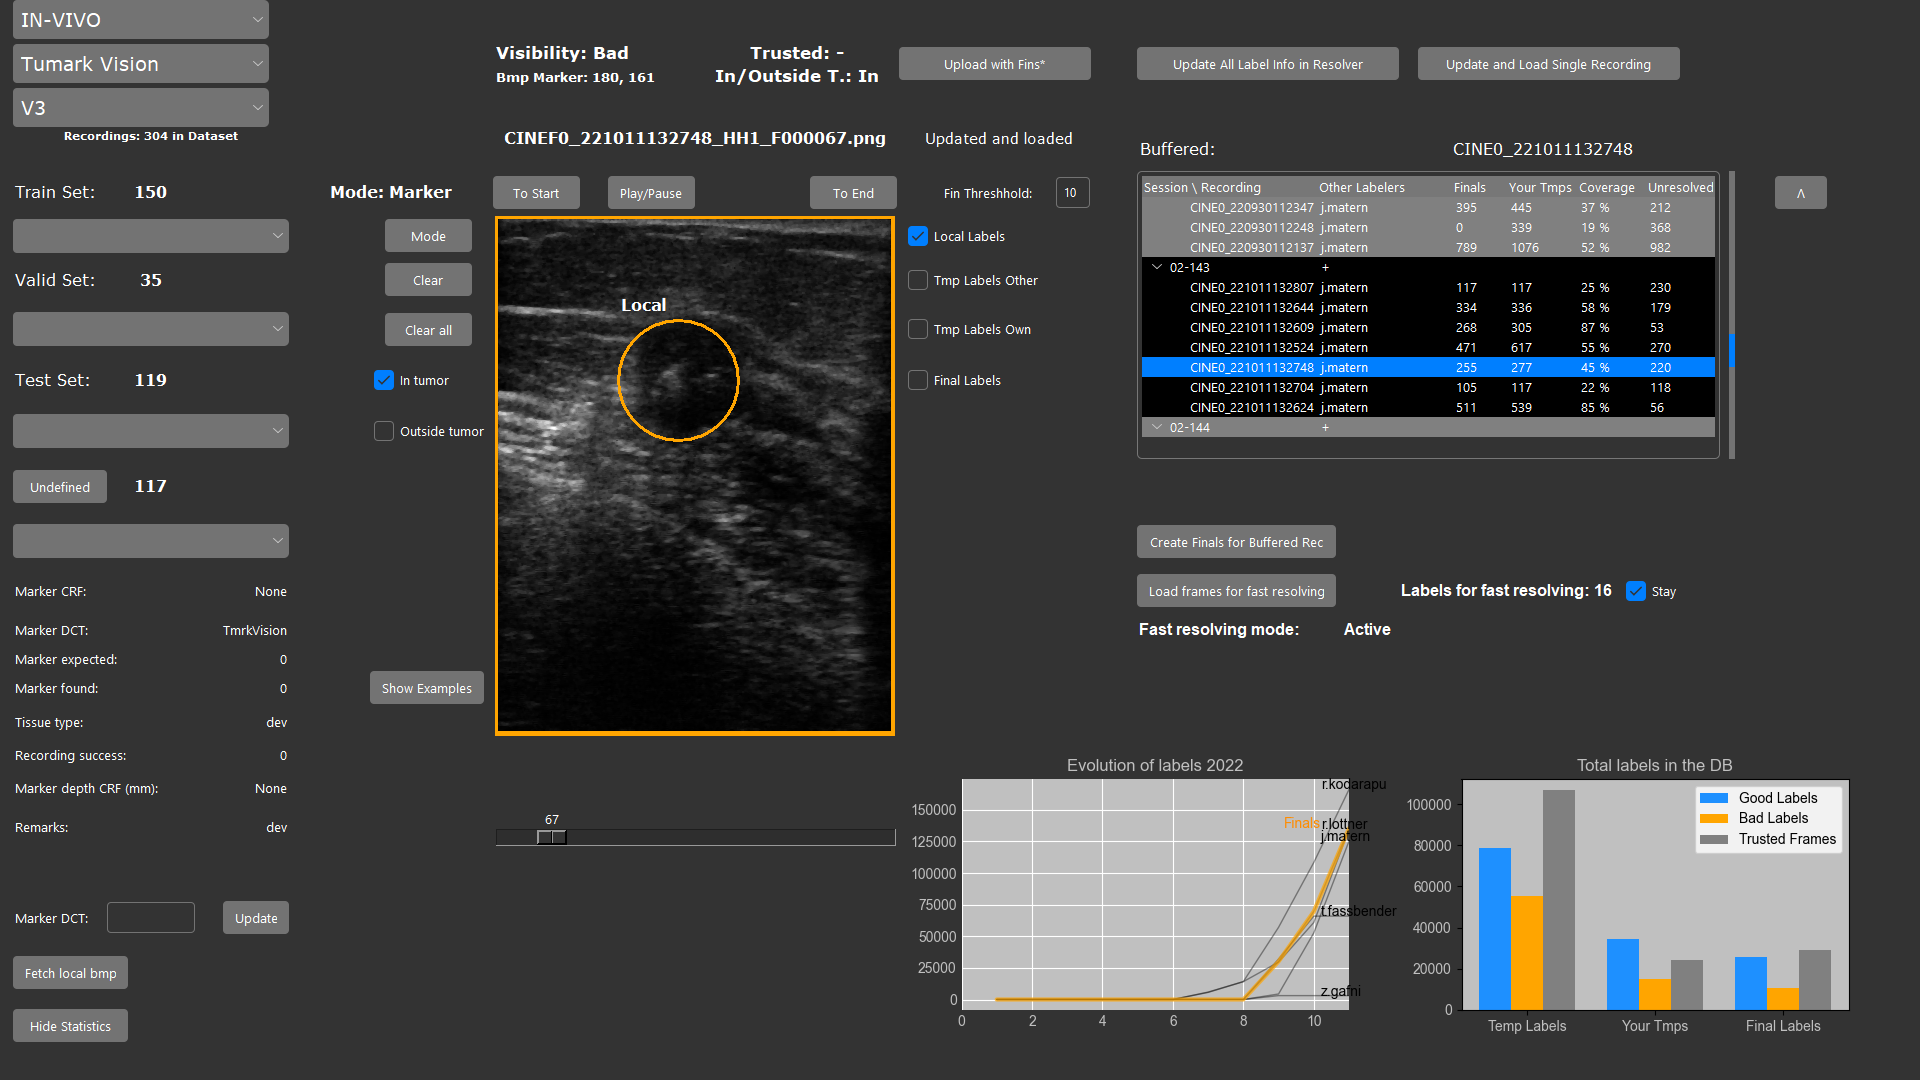 IN-VIVO
Tumark Vision
V3
Recordings: 304 in Dataset
Visibility: Bad
Trusted: -
Bmp Marker: 180, 161
In/Outside T.: In
Upload with Fins*
Update All Label Info in Resolver
Update and Load Single Recording
CINEF0_221011132748_HH1_F000067.png
Updated and loaded
Buffered:
CINE0_221011132748
Train Set: 150
Mode: Marker
To Start
Play/Pause
To End
Fin Threshhold: 10
Mode
Clear
Clear all
In tumor
Outside tumor
Show Examples
Local
Local Labels
Tmp Labels Other
Tmp Labels Own
Final Labels
Valid Set: 35
Test Set: 119
Undefined 117
Marker CRF: None
Marker DCT: TmrkVision
Marker expected: 0
Marker found: 0
Tissue type: dev
Recording success: 0
Marker depth CRF (mm): None
Remarks: dev
Marker DCT: Update
Fetch local bmp
Hide Statistics
67
Session \ Recording Other Labelers Finals Your Tmps Coverage Unresolved
CINE0_220930112347 j.matern 395 445 37 % 212
CINE0_220930112248 j.matern 0 339 19 % 368
CINE0_220930112137 j.matern 789 1076 52 % 982
02-143 +
CINE0_221011132807 j.matern 117 117 25 % 230
CINE0_221011132644 j.matern 334 336 58 % 179
CINE0_221011132609 j.matern 268 305 87 % 53
CINE0_221011132524 j.matern 471 617 55 % 270
CINE0_221011132748 j.matern 255 277 45 % 220
CINE0_221011132704 j.matern 105 117 22 % 118
CINE0_221011132624 j.matern 511 539 85 % 56
02-144 +
Λ
Create Finals for Buffered Rec
Load frames for fast resolving
Labels for fast resolving: 16
Stay
Fast resolving mode: Active
Evolution of labels 2022
r.kodarapu
Finals
r.lottner
j.matern
t.fassbender
z.gafni
150000
125000
100000
75000
50000
25000
0
0 2 4 6 8 10
Total labels in the DB
Good Labels
Bad Labels
Trusted Frames
100000
80000
60000
40000
20000
0
Temp Labels Your Tmps Final Labels